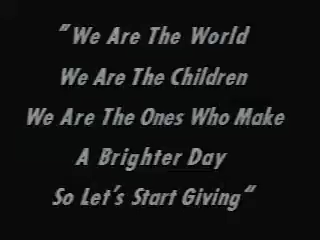 "We Are The World
We Are The Children
We Are The Ones Who Make
A Brighter Day
So Let's Start Giving"